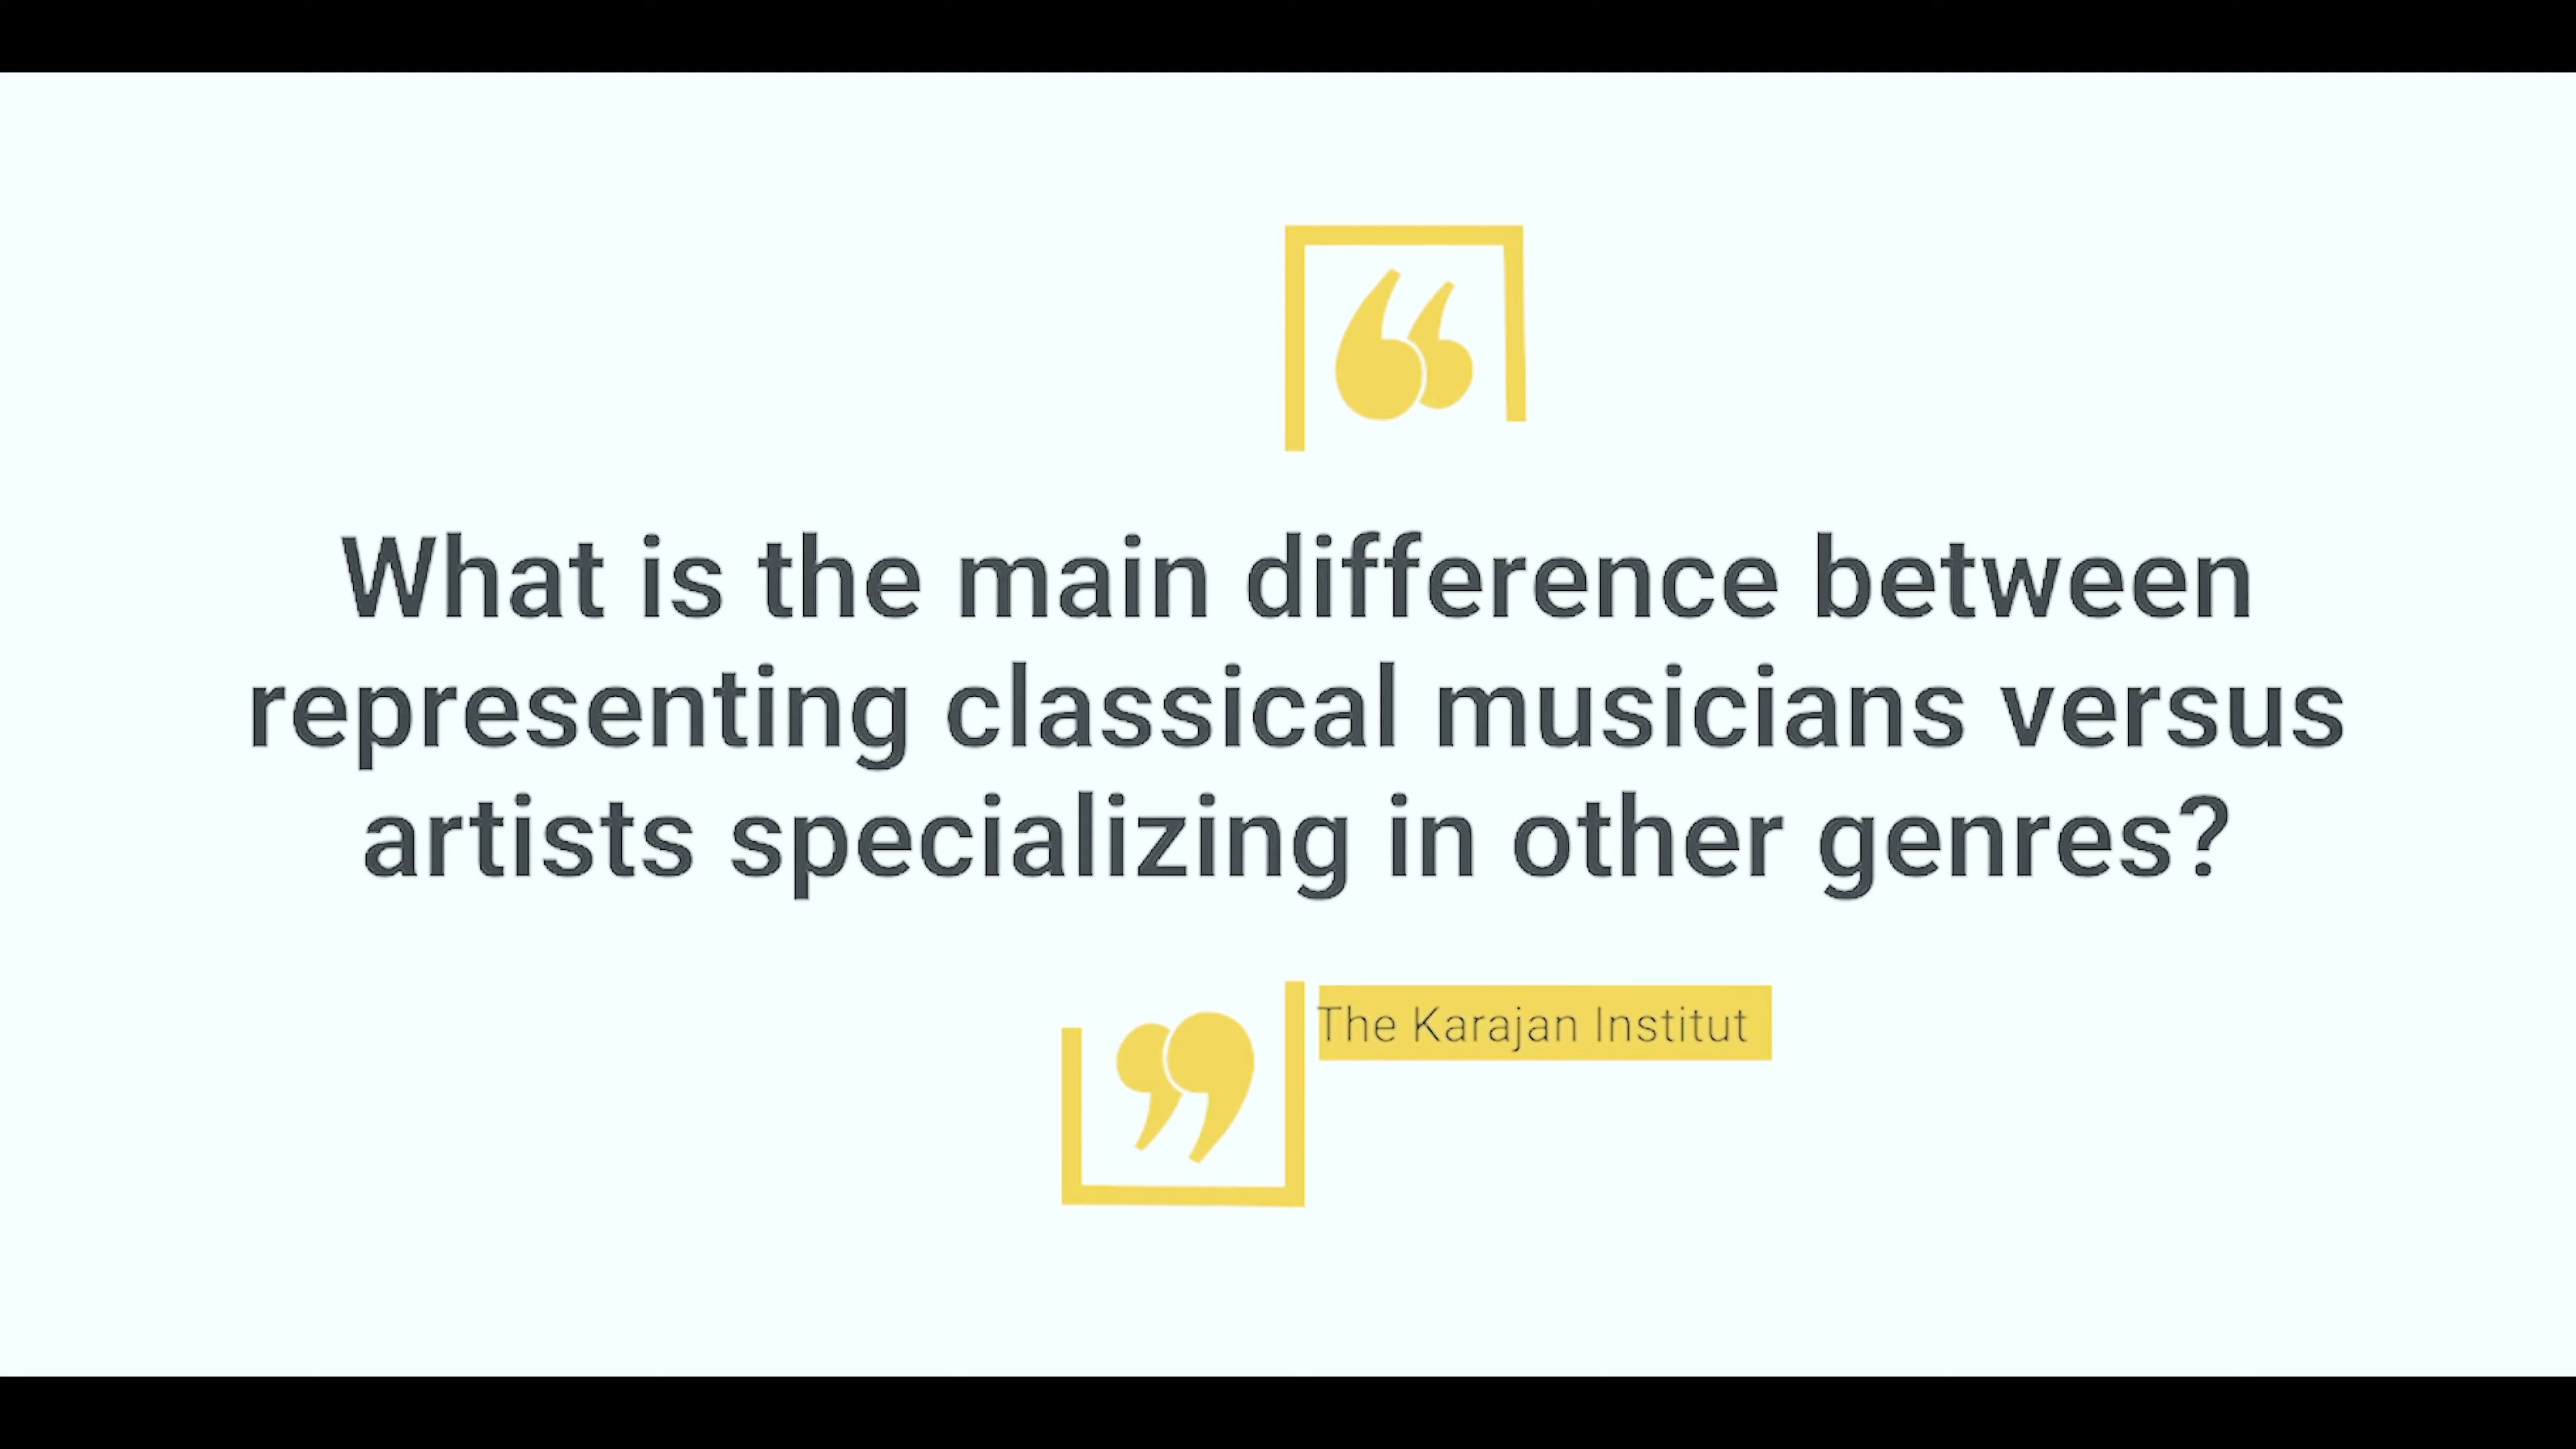 What is the main difference between
representing classical musicians versus
artists specializing in other genres?
The Karajan Institut